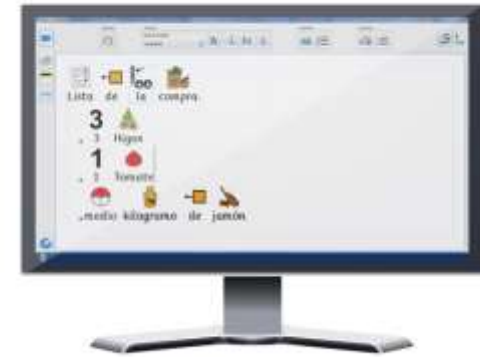 Lista de la compra.
3
. 3 Higos
1
. 1 Tomate
.medio kilogramo de jamón.